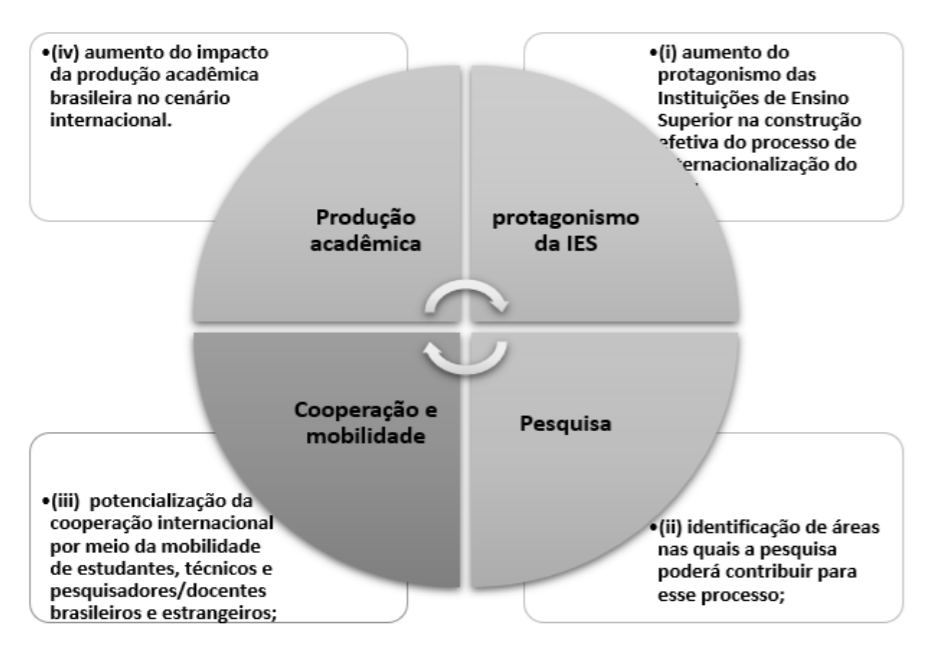 •(iv) aumento do impacto
da produção acadêmica
brasileira no cenário
internacional.
•(i) aumento do
protagonismo das
Instituições de Ensino
Superior na construção
efetiva do processo de
do
Produção
acadêmica
protagonismo
da IES
Cooperação e
mobilidade
Pesquisa
•(iii) potencialização da
cooperação internacional
por meio da mobilidade
de estudantes, técnicos e
pesquisadores/docentes
brasileiros e estrangeiros;
•(ii) identificação de áreas
nas quais a pesquisa
poderá contribuir para
esse processo;